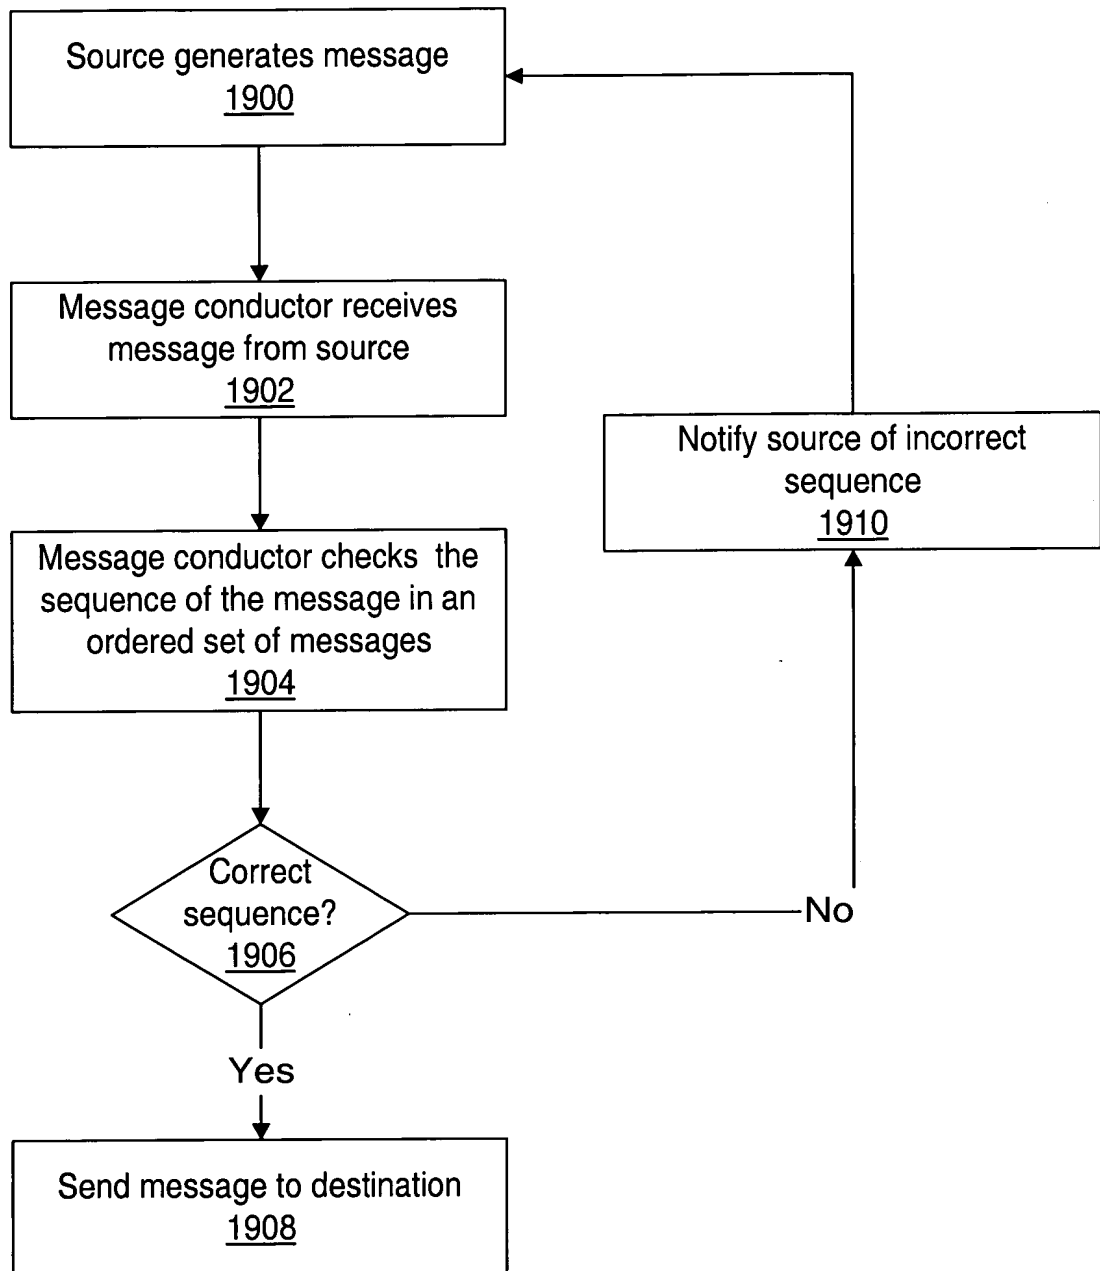 Source generates message
1900
Message conductor receives
message from source
1902
Message conductor checks the
sequence of the message in an
ordered set of messages
1904
Correct
sequence?
1906
Yes
Send message to destination
1908
No
Notify source of incorrect
sequence
1910